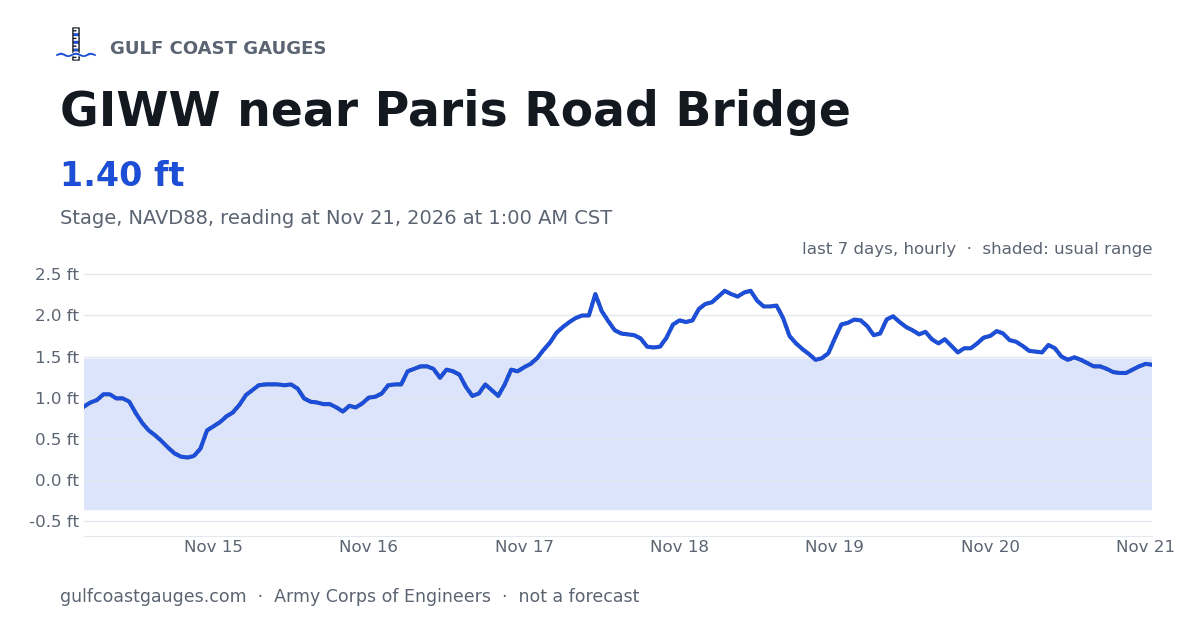 GULF COAST GAUGES
GIWW near Paris Road Bridge
1.40 ft
Stage, NAVD88, reading at Nov 21, 2026 at 1:00 AM CST
last 7 days, hourly · shaded: usual range
2.5 ft
2.0 ft
1.5 ft
1.0 ft
0.5 ft
0.0 ft
-0.5 ft
Nov 15 Nov 16 Nov 17 Nov 18 Nov 19 Nov 20 Nov 21
gulfcoastgauges.com · Army Corps of Engineers · not a forecast